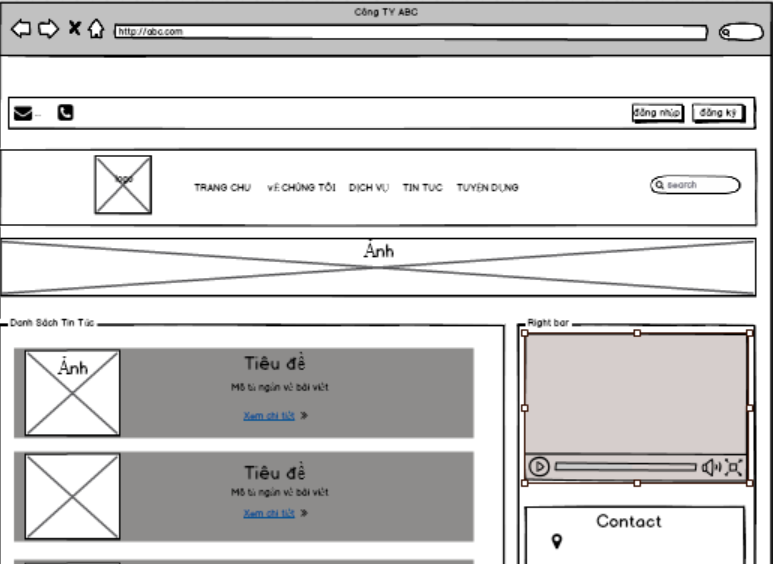 Công TY ABC
http://abc.com
đăng nhập đăng ký
logo
TRANG CHU VỀ CHÚNG TÔI DỊCH VỤ TIN TUC TUYỂN DỤNG
search
Ảnh
Danh Sách Tin Tức
Right bar
Ảnh
Tiêu đề
Mô tả ngắn về bài viết
Xem chi tiết »
Tiêu đề
Mô tả ngắn về bài viết
Xem chi tiết »
Contact